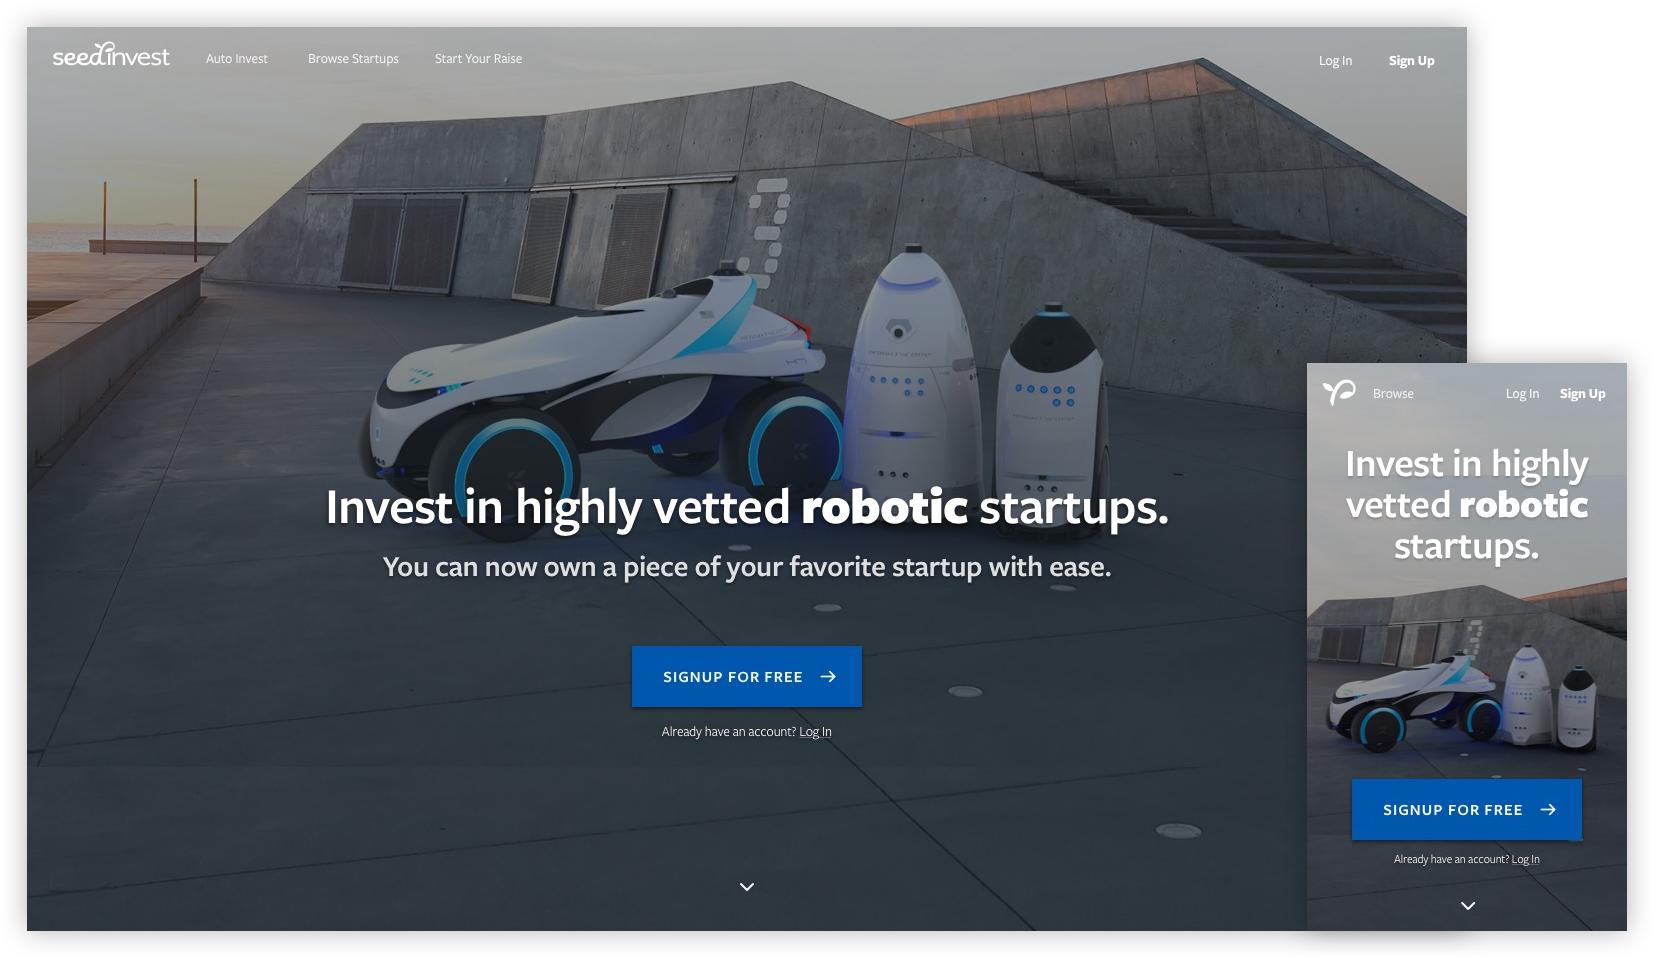 seedinvest
Auto Invest
Browse Startups
Start Your Raise
Log In
Sign Up
Invest in highly vetted robotic startups.
You can now own a piece of your favorite startup with ease.
SIGNUP FOR FREE
Already have an account? Log In
Browse
Log In
Sign Up
Invest in highly
vetted robotic
startups.
SIGNUP FOR FREE
Already have an account? Log In